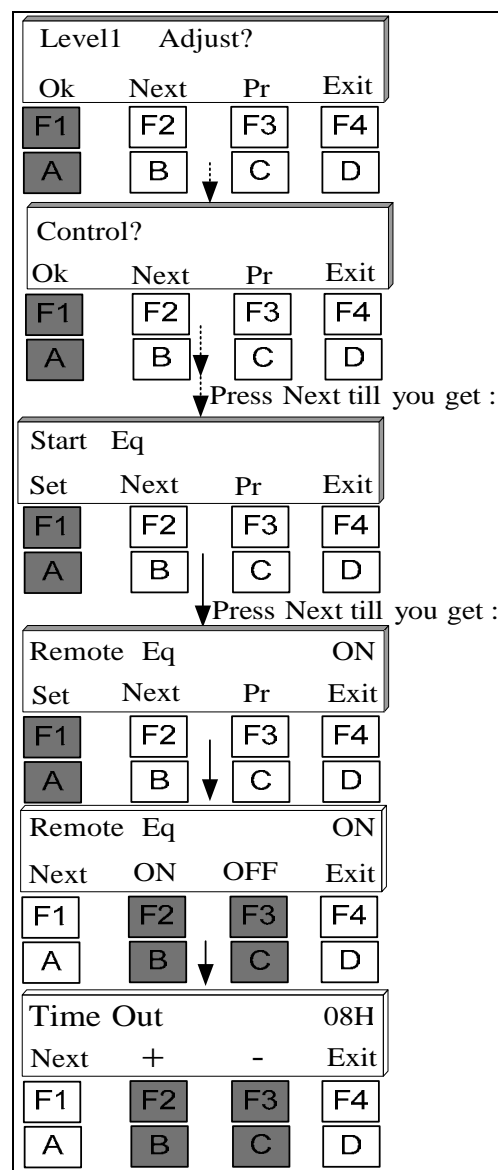 Level1 Adjust?
Ok Next Pr Exit
F1 F2 F3 F4
A B C D
Control?
Ok Next Pr Exit
F1 F2 F3 F4
A B C D
Press Next till you get :
Start Eq
Set Next Pr Exit
F1 F2 F3 F4
A B C D
Press Next till you get :
Remote Eq ON
Set Next Pr Exit
F1 F2 F3 F4
A B C D
Remote Eq ON
Next ON OFF Exit
F1 F2 F3 F4
A B C D
Time Out 08H
Next + - Exit
F1 F2 F3 F4
A B C D